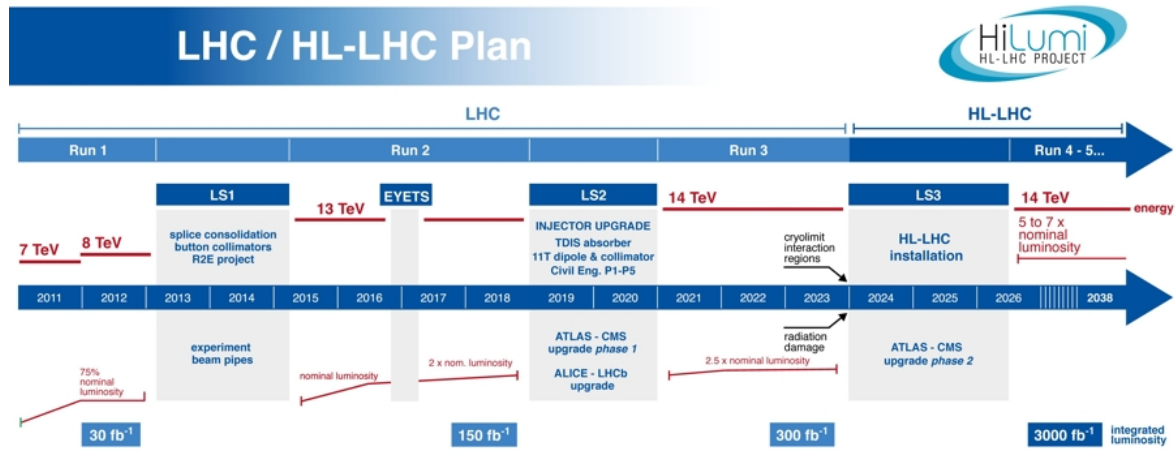 LHC / HL-LHC Plan
HiLumi
HL-LHC PROJECT
LHC
HL-LHC
Run 1
Run 2
Run 3
Run 4 - 5...
LS1
EYETS
LS2
LS3
7 TeV
8 TeV
13 TeV
14 TeV
14 TeV
energy
splice consolidation
button collimators
R2E project
INJECTOR UPGRADE
TDIS absorber
11T dipole & collimator
Civil Eng. P1-P5
cryolimit
interaction
regions
HL-LHC
installation
5 to 7 x
nominal
luminosity
2011
2012
2013
2014
2015
2016
2017
2018
2019
2020
2021
2022
2023
2024
2025
2026
2038
75%
nominal
luminosity
experiment
beam pipes
nominal luminosity
2 x nom. luminosity
ATLAS - CMS
upgrade phase 1
ALICE - LHCb
upgrade
2.5 x nominal luminosity
radiation
damage
ATLAS - CMS
upgrade phase 2
30 fb-1
150 fb-1
300 fb-1
3000 fb-1
integrated
luminosity